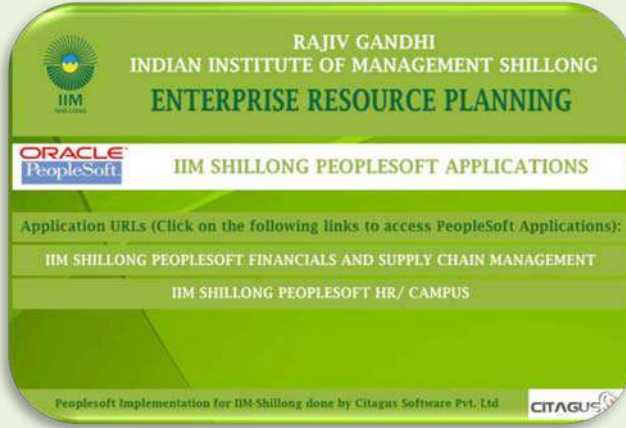 RAJIV GANDHI
INDIAN INSTITUTE OF MANAGEMENT SHILLONG
ENTERPRISE RESOURCE PLANNING
IIM
SHILLONG
ORACLE
PeopleSoft.
IIM SHILLONG PEOPLESOFT APPLICATIONS
Application URLs (Click on the following links to access PeopleSoft Applications):
IIM SHILLONG PEOPLESOFT FINANCIALS AND SUPPLY CHAIN MANAGEMENT
IIM SHILLONG PEOPLESOFT HR/ CAMPUS
Peoplesoft Implementation for IIM-Shillong done by Citagus Software Pvt. Ltd
CITAGUS